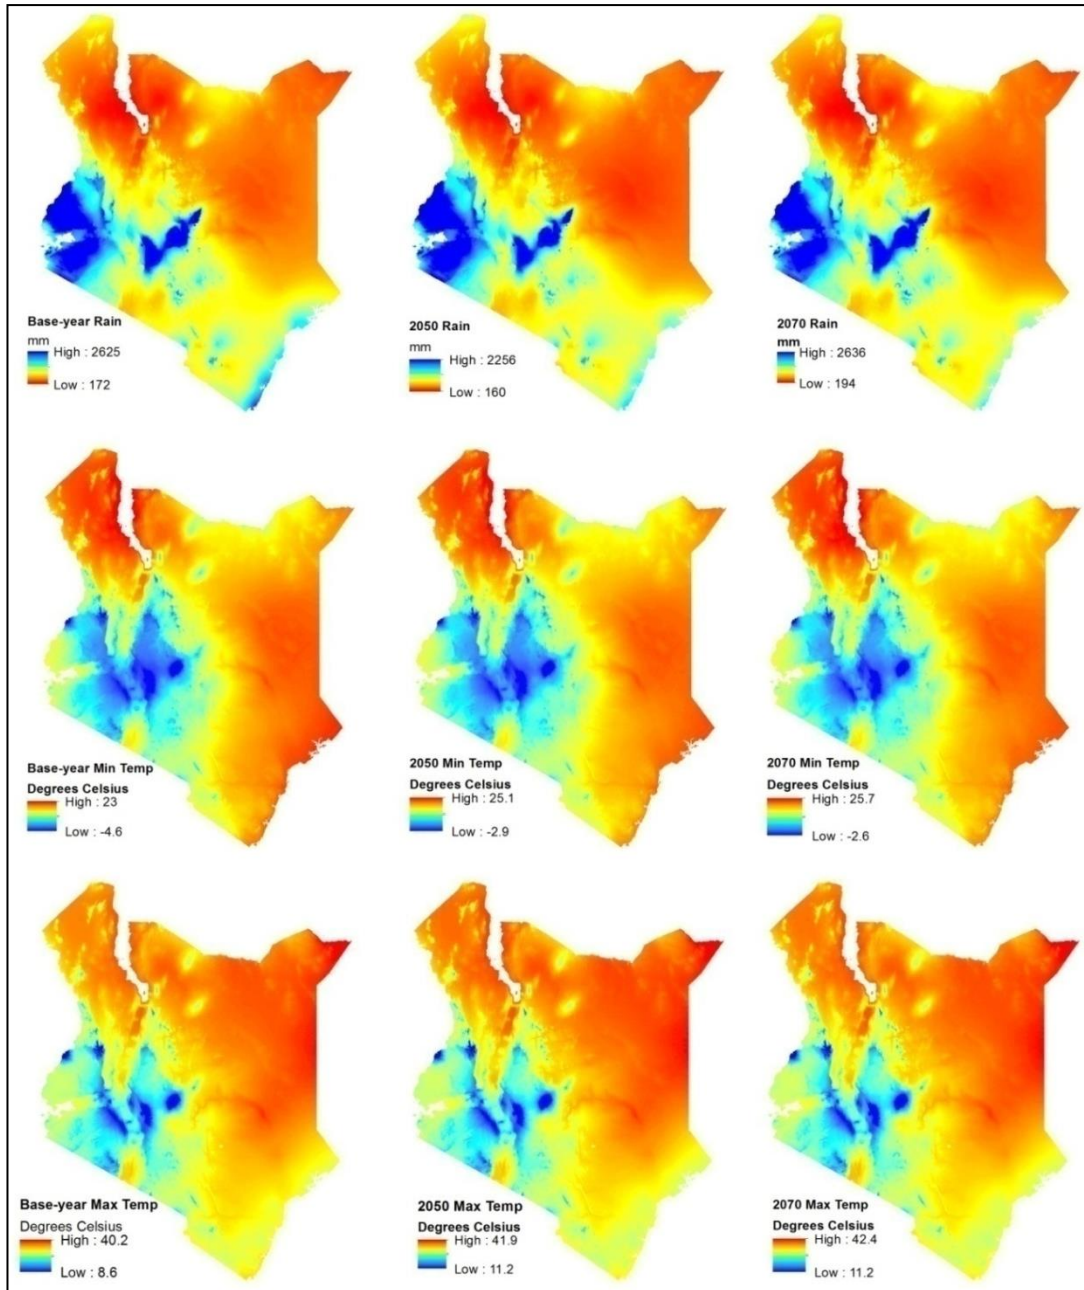 Base-year Rain
mm
High : 2625
Low : 172
2050 Rain
mm
High : 2256
Low : 160
2070 Rain
mm
High : 2636
Low : 194
Base-year Min Temp
Degrees Celsius
High : 23
Low : -4.6
2050 Min Temp
Degrees Celsius
High : 25.1
Low : -2.9
2070 Min Temp
Degrees Celsius
High : 25.7
Low : -2.6
Base-year Max Temp
Degrees Celsius
High : 40.2
Low : 8.6
2050 Max Temp
Degrees Celsius
High : 41.9
Low : 11.2
2070 Max Temp
Degrees Celsius
High : 42.4
Low : 11.2